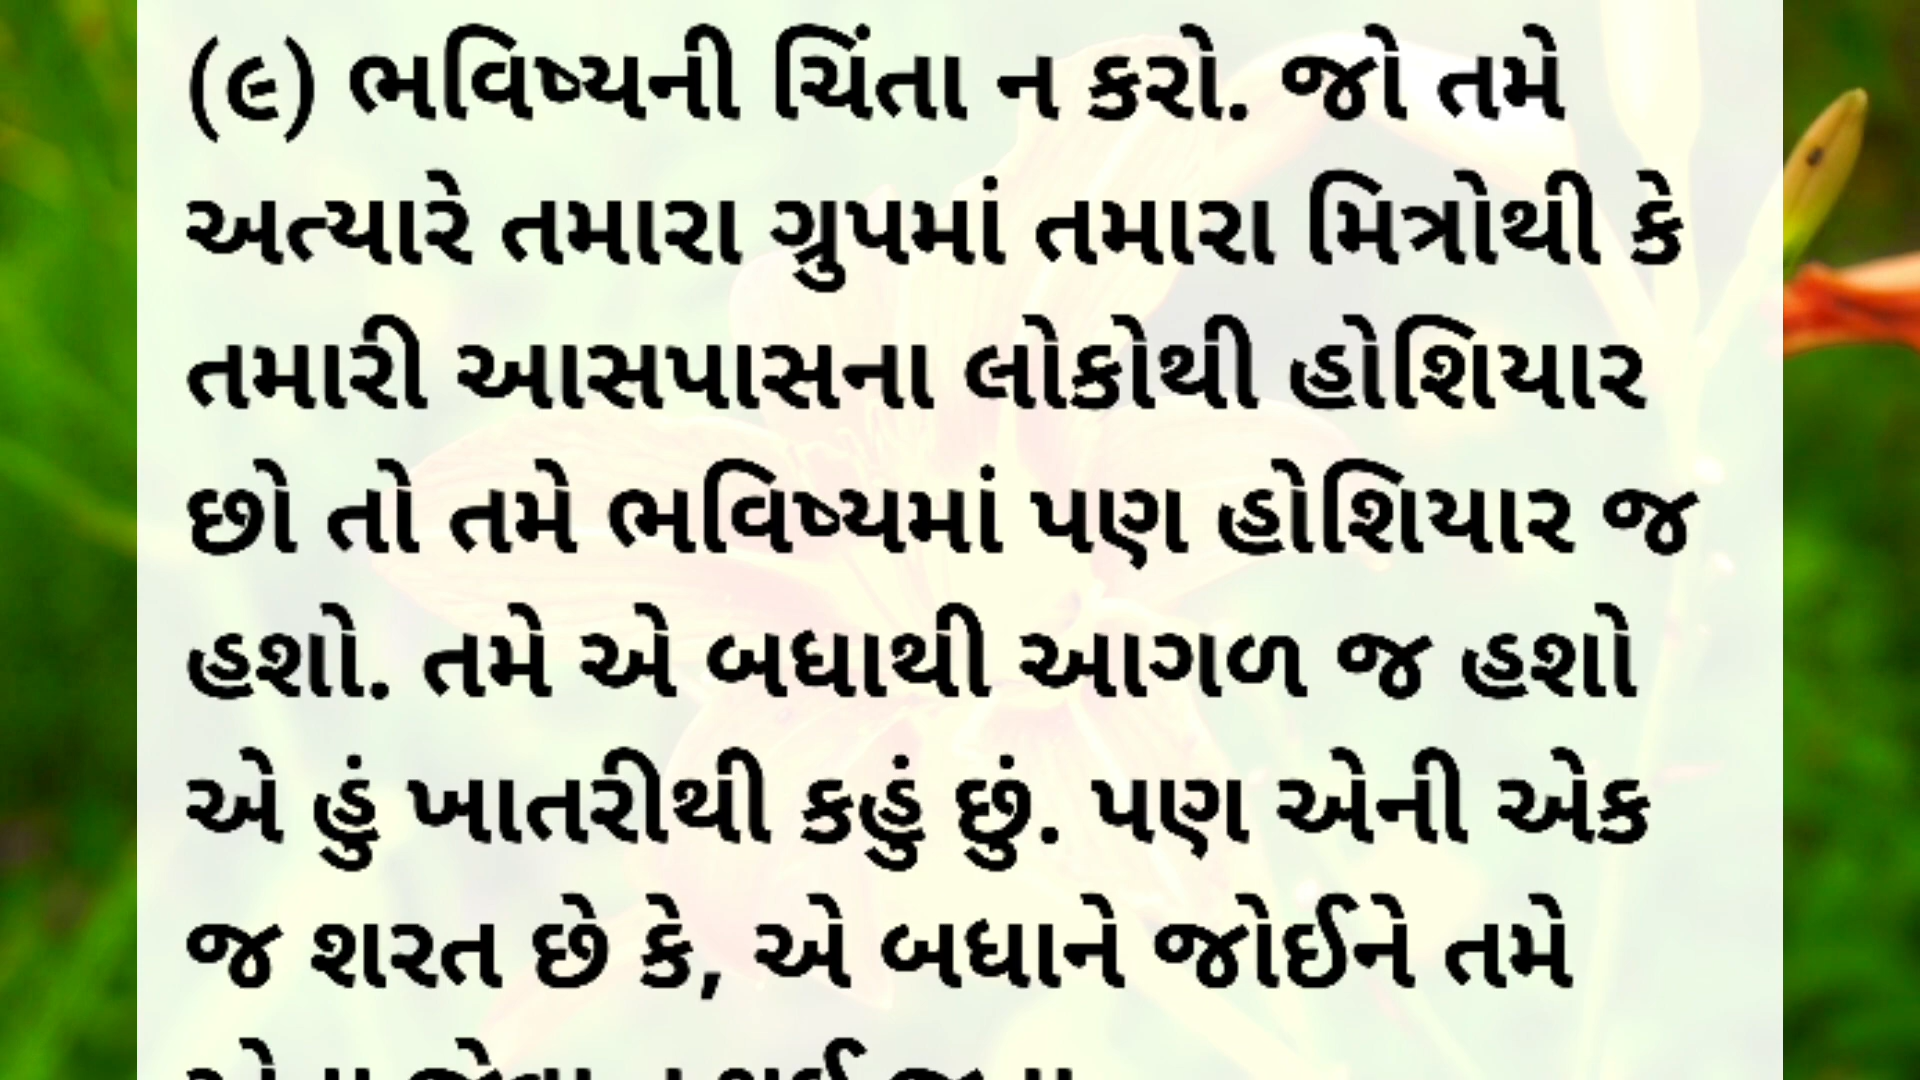 (૯) ભવિષ્યની ચિંતા ન કરો. જો તમે
અત્યારે તમારા ગ્રુપમાં તમારા મિત્રોથી કે
તમારી આસપાસના લોકોથી હોશિયાર
છો તો તમે ભવિષ્યમાં પણ હોશિયાર જ
હશો. તમે એ બધાથી આગળ જ હશો
એ હું ખાતરીથી કહું છું. પણ એની એક
જ શરત છે કે, એ બધાને જોઈને તમે